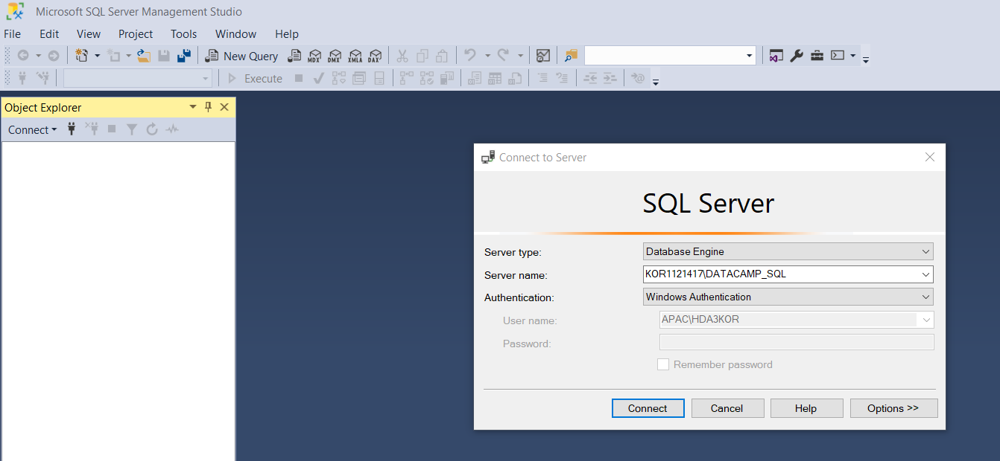 Microsoft SQL Server Management Studio
File Edit View Project Tools Window Help
New Query MDX DMX XMLA DAX
Execute
Object Explorer
Connect
Connect to Server
SQL Server
Server type: Database Engine
Server name: KOR1121417\DATACAMP_SQL
Authentication: Windows Authentication
User name: APAC\HDA3KOR
Password:
Remember password
Connect Cancel Help Options >>